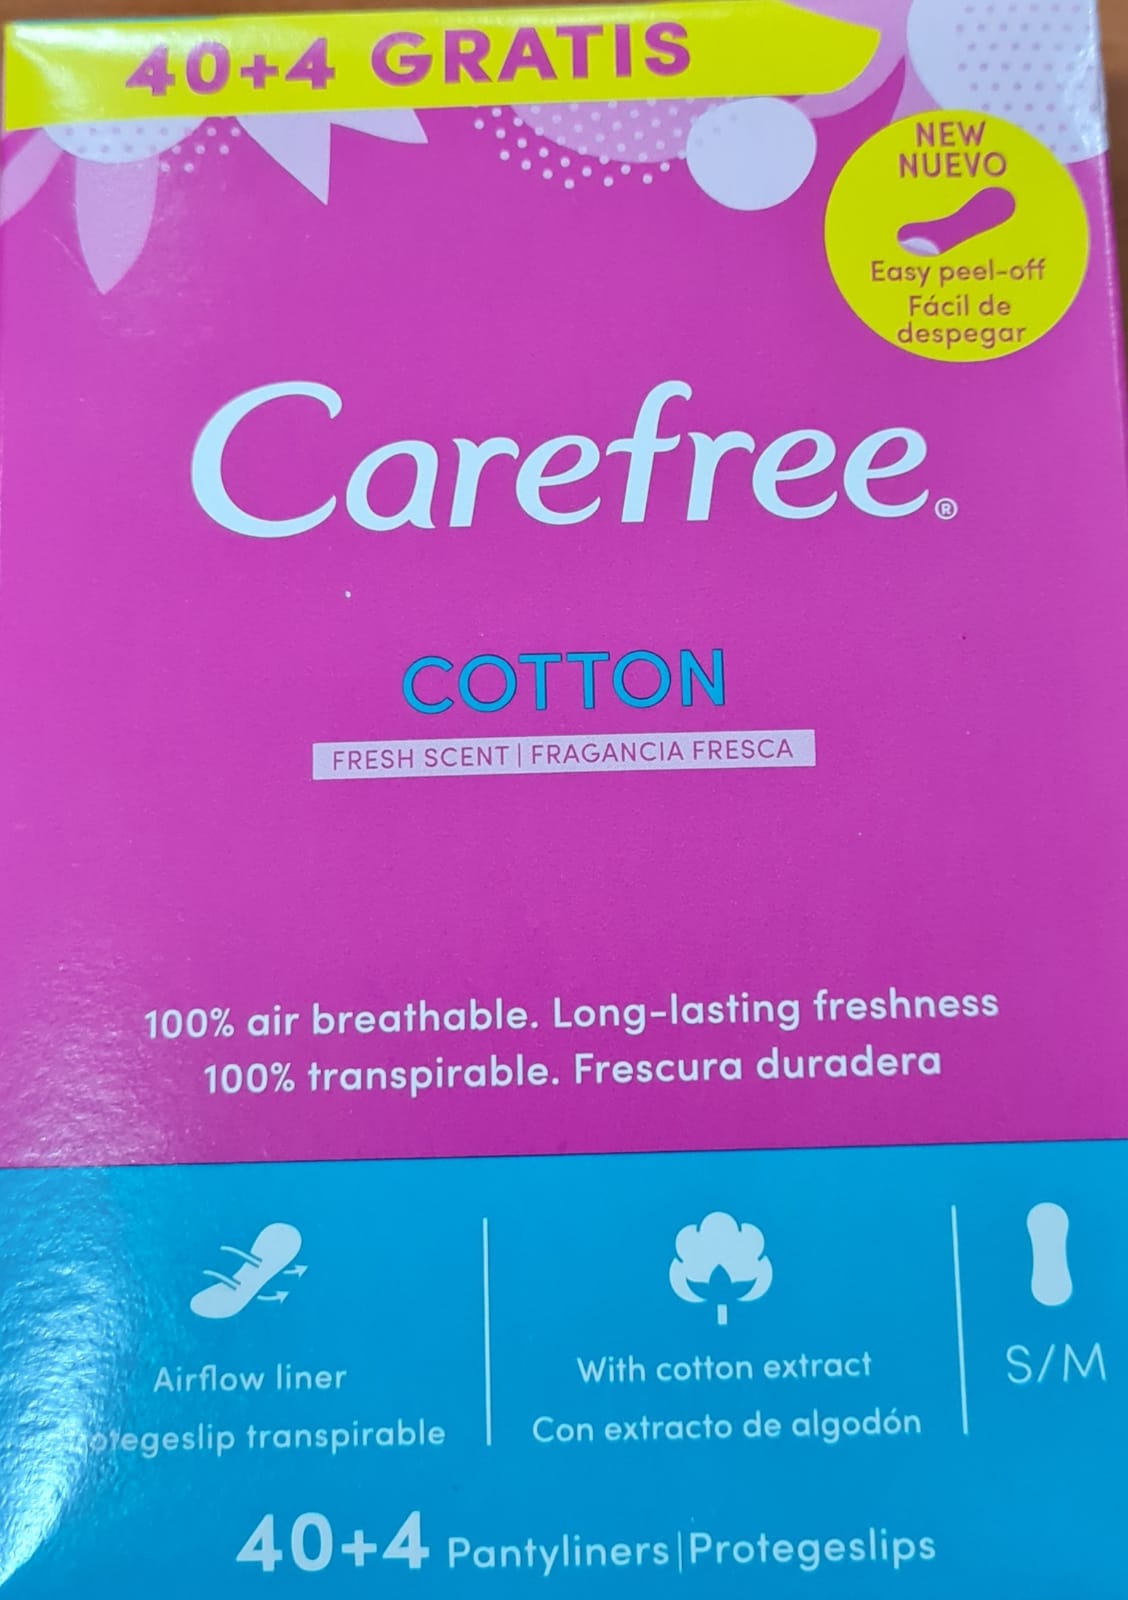 40+4 GRATIS
NEW
NUEVO
Easy peel-off
Fácil de
despegar
Carefree®
COTTON
FRESH SCENT | FRAGANCIA FRESCA
100% air breathable. Long-lasting freshness
100% transpirable. Frescura duradera
Airflow liner
transpirable
With cotton extract
Con extracto de algodón
S/M
40+4 Pantyliners | Protegeslips